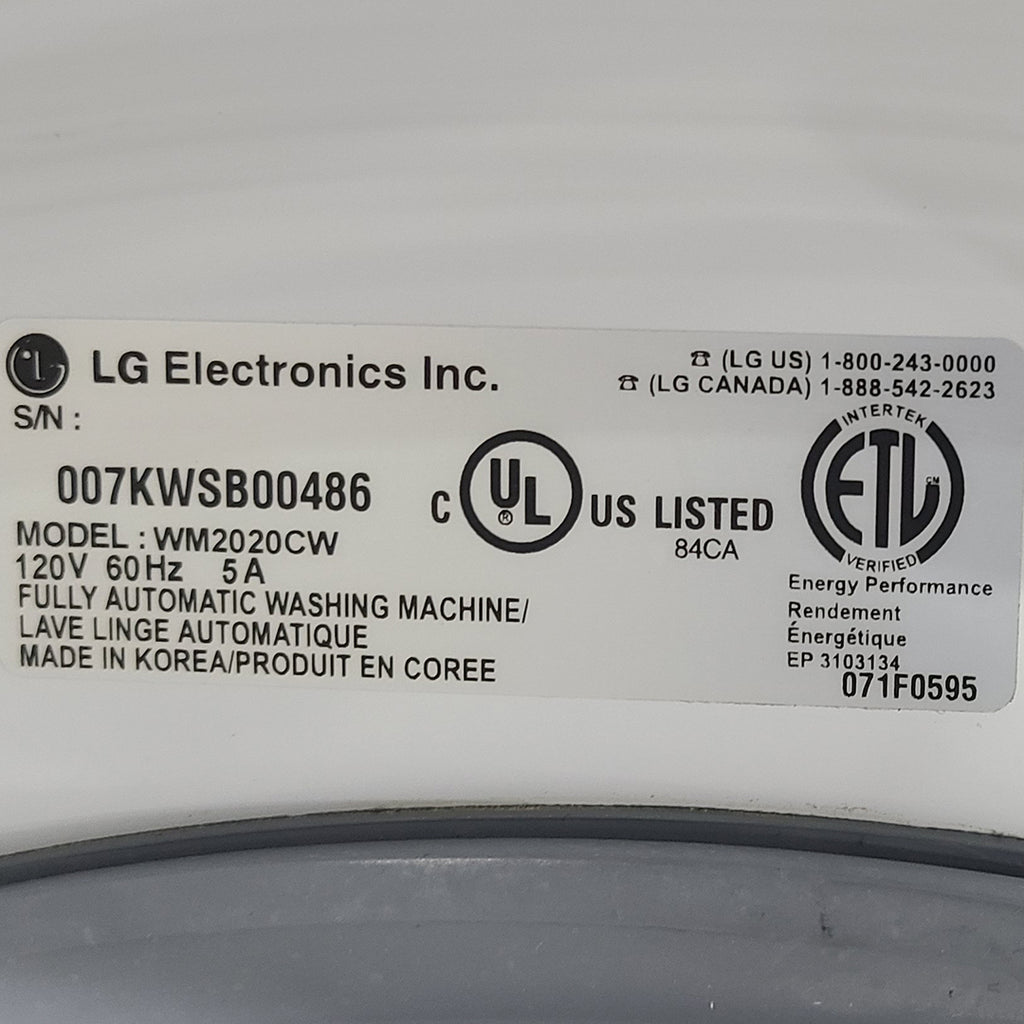 LG Electronics Inc.
☎ (LG US) 1-800-243-0000
☎ (LG CANADA) 1-888-542-2623
S/N :
007KWSB00486
MODEL : WM2020CW
120V 60Hz 5A
FULLY AUTOMATIC WASHING MACHINE/
LAVE LINGE AUTOMATIQUE
MADE IN KOREA/PRODUIT EN COREE
C UL ® US LISTED
84CA
INTERTEK
ETL CM
VERIFIED
Energy Performance
Rendement
Énergétique
EP 3103134
071F0595